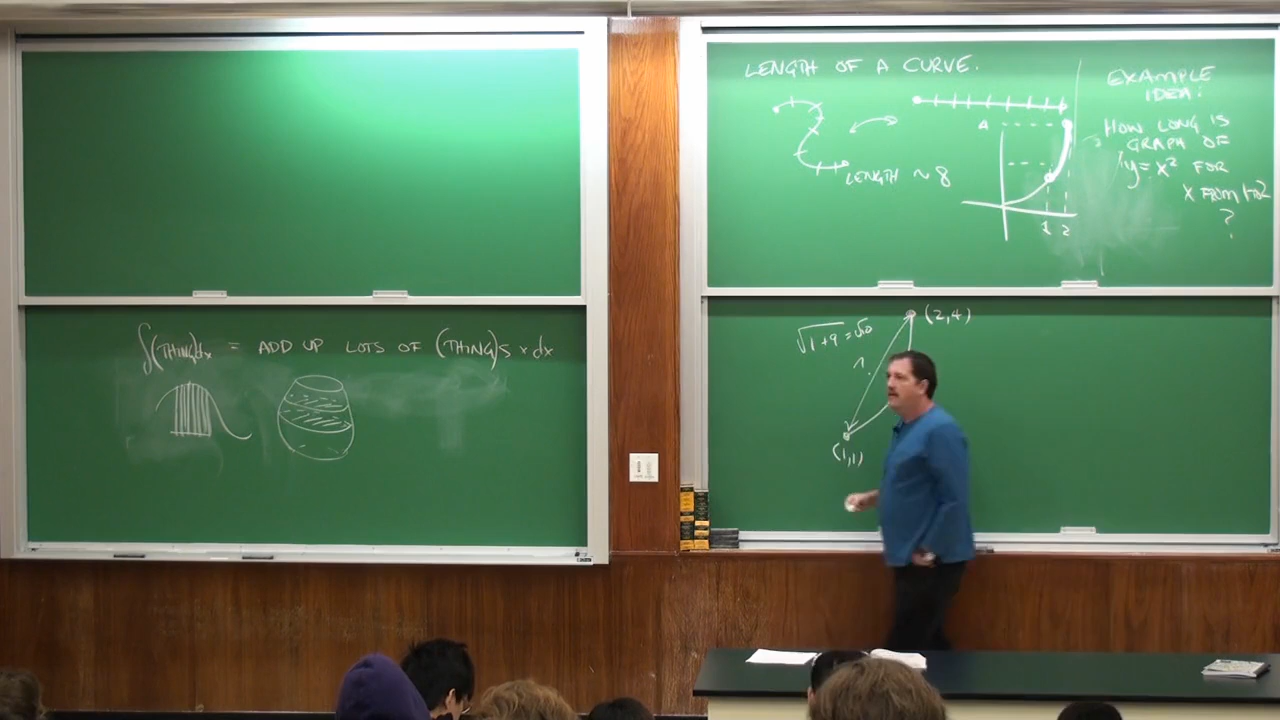 ∫(THING)dx = ADD UP LOTS OF (THING)S × dx
LENGTH OF A CURVE.
LENGTH ~ 8
4
1 2
EXAMPLE
IDEA:
HOW LONG IS
GRAPH OF
y = x² FOR
X FROM 1 TO 2
?
√1+9 = √10
(2,4)
(1,1)